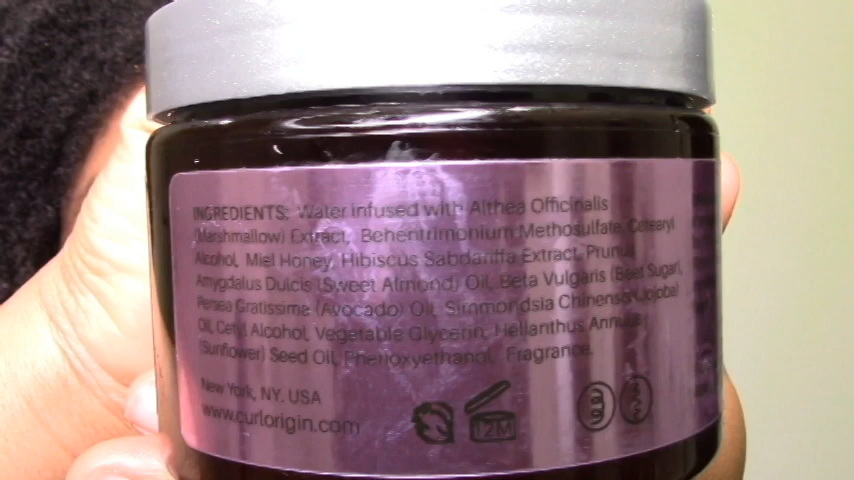 INGREDIENTS: Water infused with Althea Officinalis
(Marshmallow) Extract, Behentrimonium Methosulfate, Cetearyl
Alcohol, Miel Honey, Hibiscus Sabdariffa Extract, Prunus
Amygdalus Dulcis (Sweet Almond) Oil, Beta Vulgaris (Beet Sugar),
Persea Gratissima (Avocado) Oil, Simmondsia Chinensis (Jojoba)
Oil, Cetyl Alcohol, Vegetable Glycerin, Helianthus Annuus
(Sunflower) Seed Oil, Phenoxyethanol, Fragrance.
New York, NY. USA
www.curlorigin.com
12M